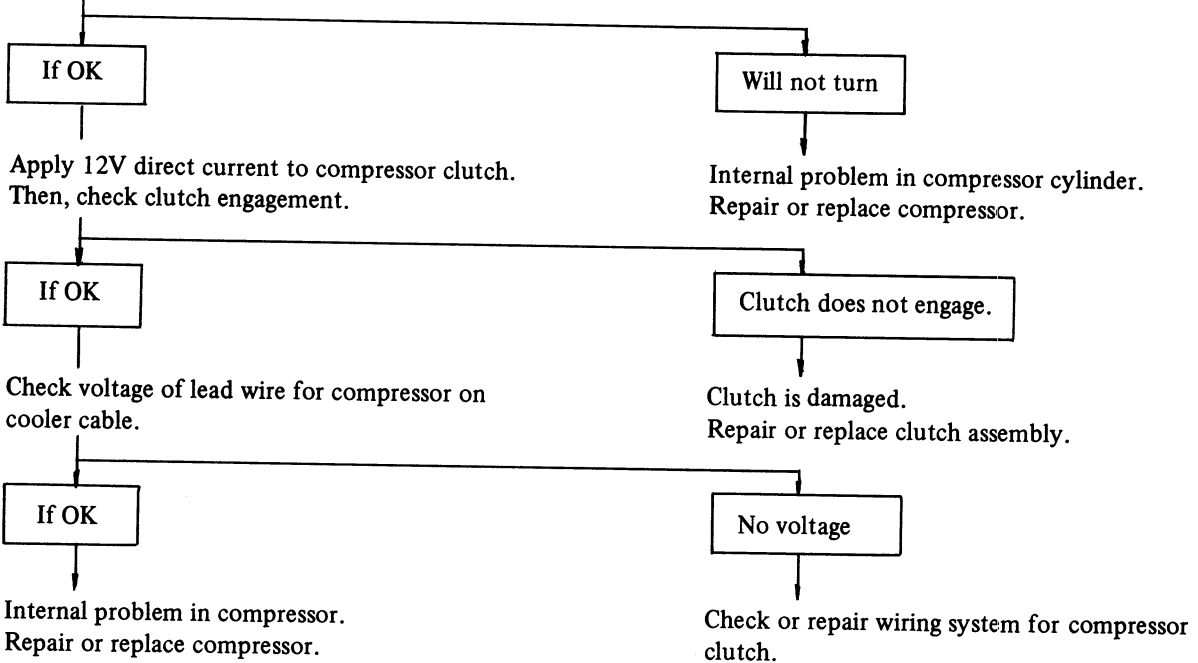 If OK
Will not turn
Apply 12V direct current to compressor clutch.
Then, check clutch engagement.
Internal problem in compressor cylinder.
Repair or replace compressor.
If OK
Clutch does not engage.
Check voltage of lead wire for compressor on
cooler cable.
Clutch is damaged.
Repair or replace clutch assembly.
If OK
No voltage
Internal problem in compressor.
Repair or replace compressor.
Check or repair wiring system for compressor
clutch.